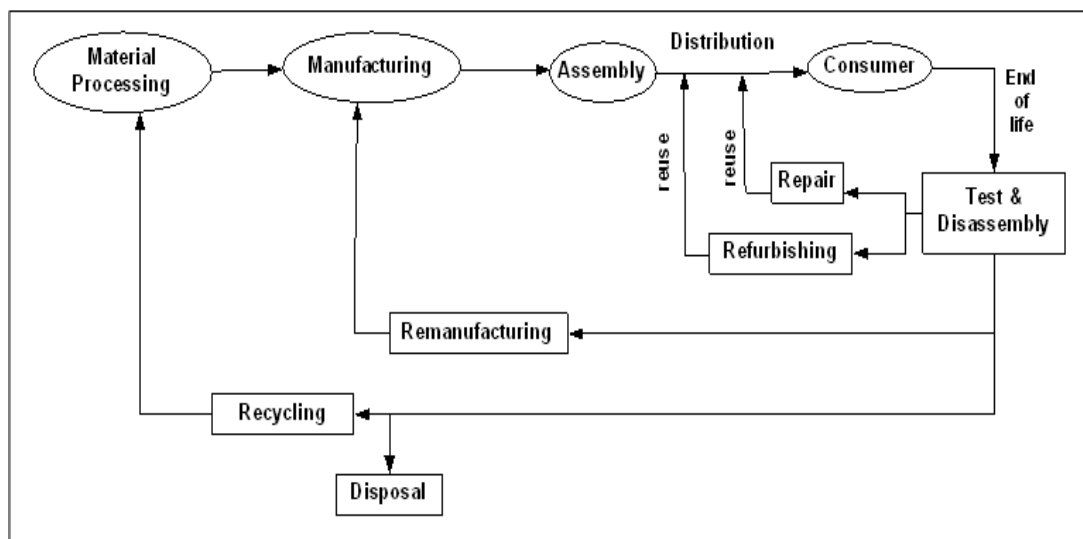 Material
Processing
Manufacturing
Assembly
Distribution
Consumer
End
of
life
reuse
reuse
Repair
Test &
Disassembly
Refurbishing
Remanufacturing
Recycling
Disposal